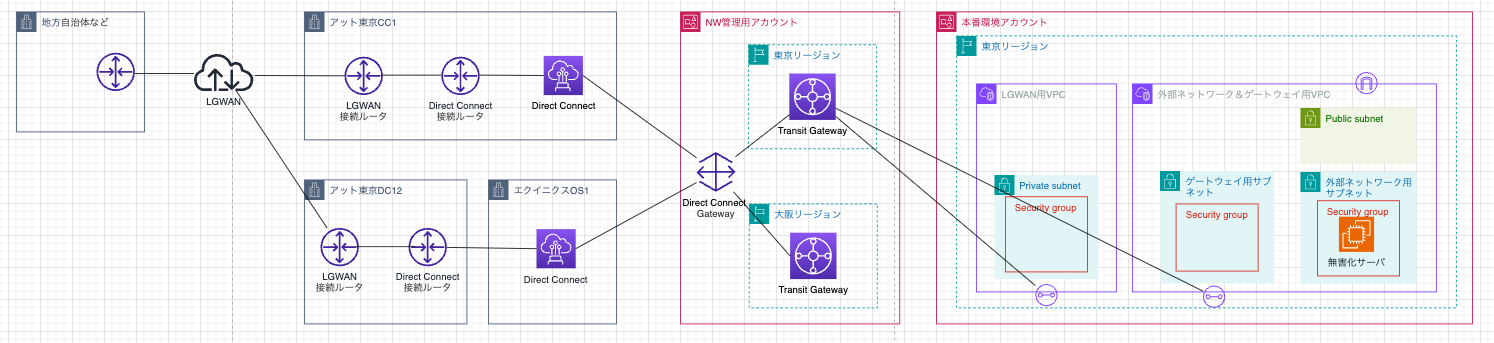 地方自治体など
LGWAN
アット東京CC1
LGWAN
接続ルータ
Direct Connect
接続ルータ
Direct Connect
アット東京DC12
LGWAN
接続ルータ
Direct Connect
接続ルータ
エクイニクスOS1
Direct Connect
NW管理用アカウント
東京リージョン
Transit Gateway
Direct Connect
Gateway
大阪リージョン
Transit Gateway
本番環境アカウント
東京リージョン
LGWAN用VPC
Private subnet
Security group
外部ネットワーク＆ゲートウェイ用VPC
Public subnet
ゲートウェイ用サブ
ネット
Security group
外部ネットワーク用
サブネット
Security group
無害化サーバ